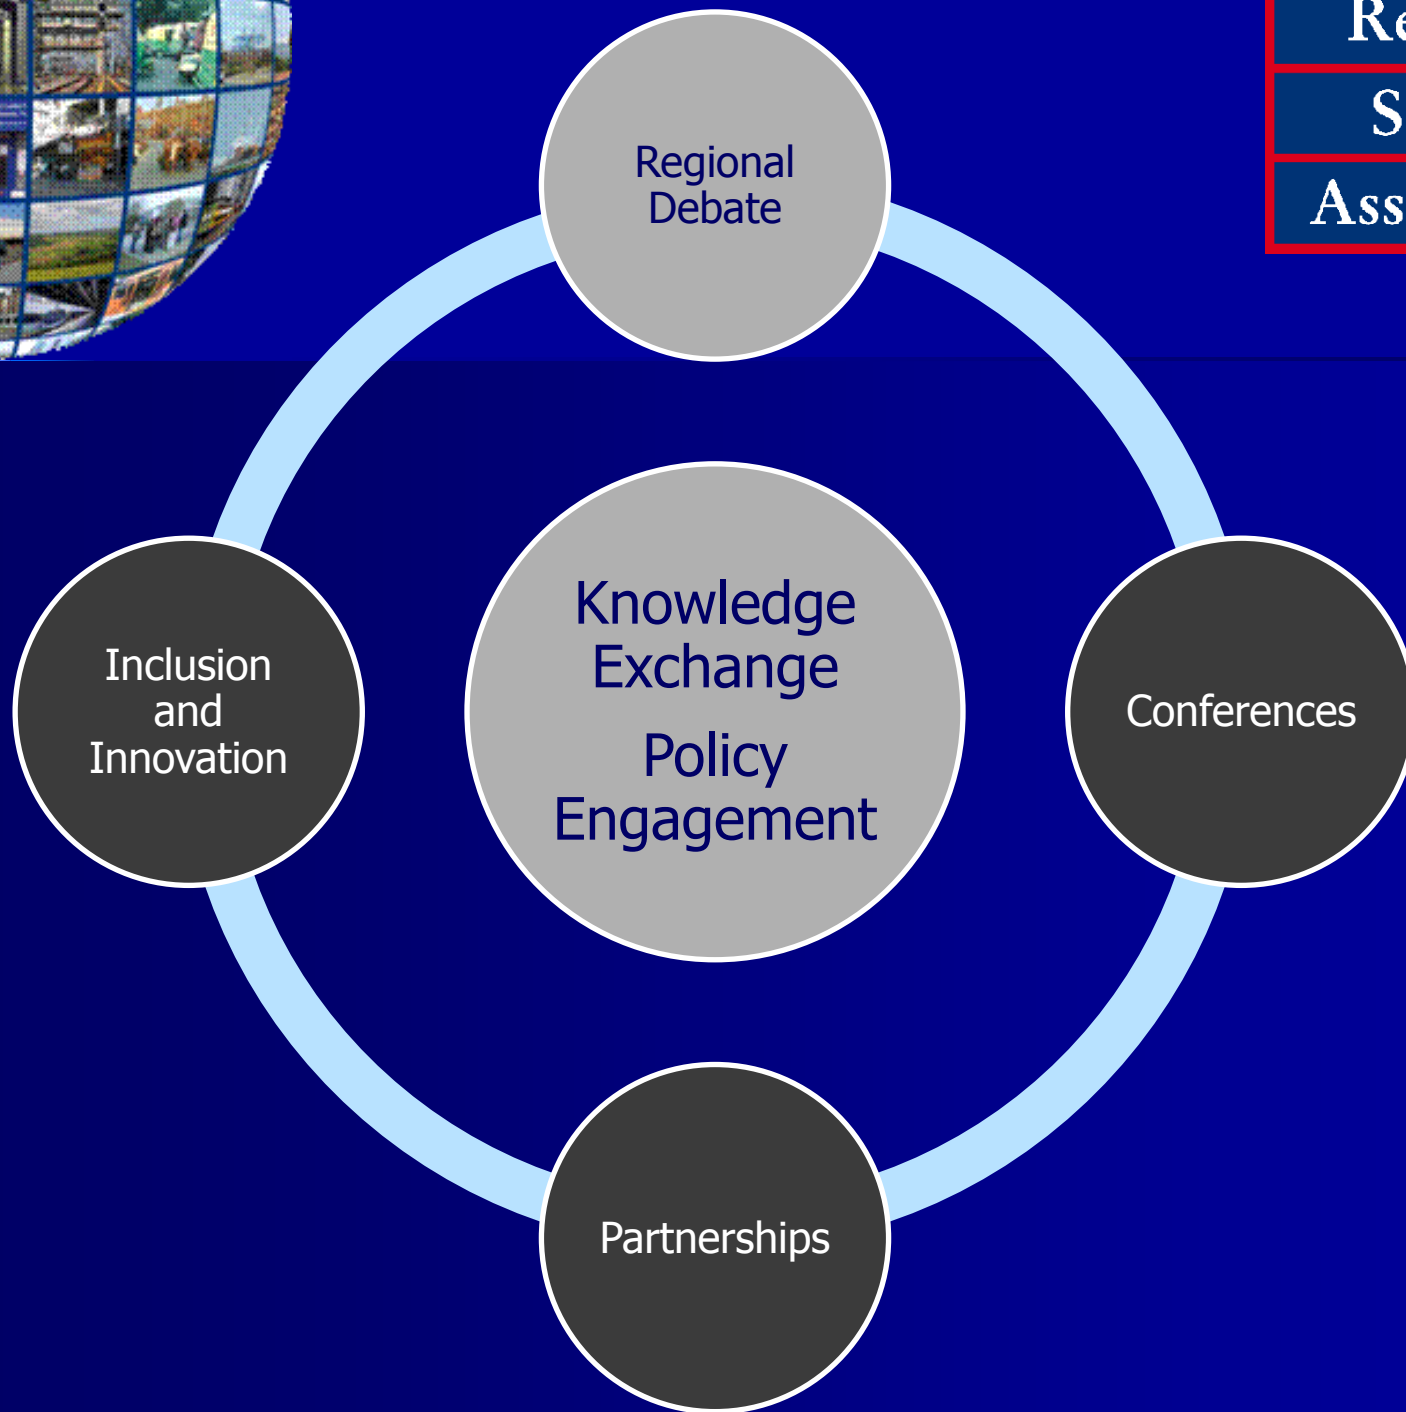 Regional
Debate
Inclusion
and
Innovation
Knowledge
Exchange
Policy
Engagement
Conferences
Partnerships